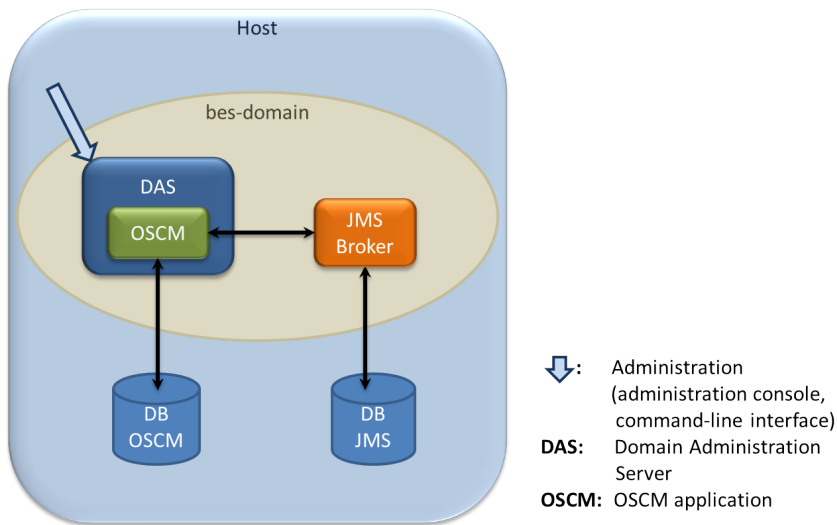 Host
bes-domain
DAS
OSCM
JMS
Broker
DB
OSCM
DB
JMS
: Administration
(administration console,
command-line interface)
DAS: Domain Administration
Server
OSCM: OSCM application